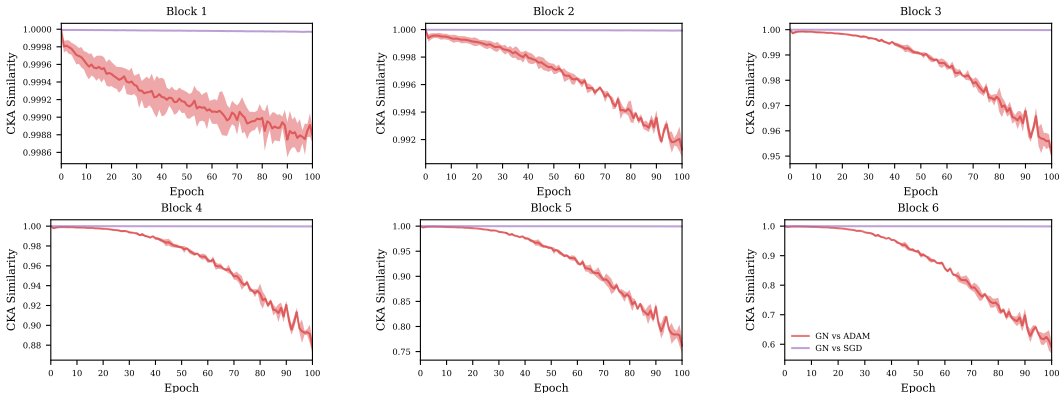 Block 1
Block 2
Block 3
CKA Similarity
1.0000
0.9998
0.9996
0.9994
0.9992
0.9990
0.9988
0.9986
0 10 20 30 40 50 60 70 80 90 100
Epoch
CKA Similarity
1.000
0.998
0.996
0.994
0.992
0 10 20 30 40 50 60 70 80 90 100
Epoch
CKA Similarity
1.00
0.99
0.98
0.97
0.96
0.95
0 10 20 30 40 50 60 70 80 90 100
Epoch
Block 4
Block 5
Block 6
CKA Similarity
1.00
0.98
0.96
0.94
0.92
0.90
0.88
0 10 20 30 40 50 60 70 80 90 100
Epoch
CKA Similarity
1.00
0.95
0.90
0.85
0.80
0.75
0 10 20 30 40 50 60 70 80 90 100
Epoch
CKA Similarity
1.0
0.9
0.8
0.7
0.6
GN vs ADAM
GN vs SGD
0 10 20 30 40 50 60 70 80 90 100
Epoch